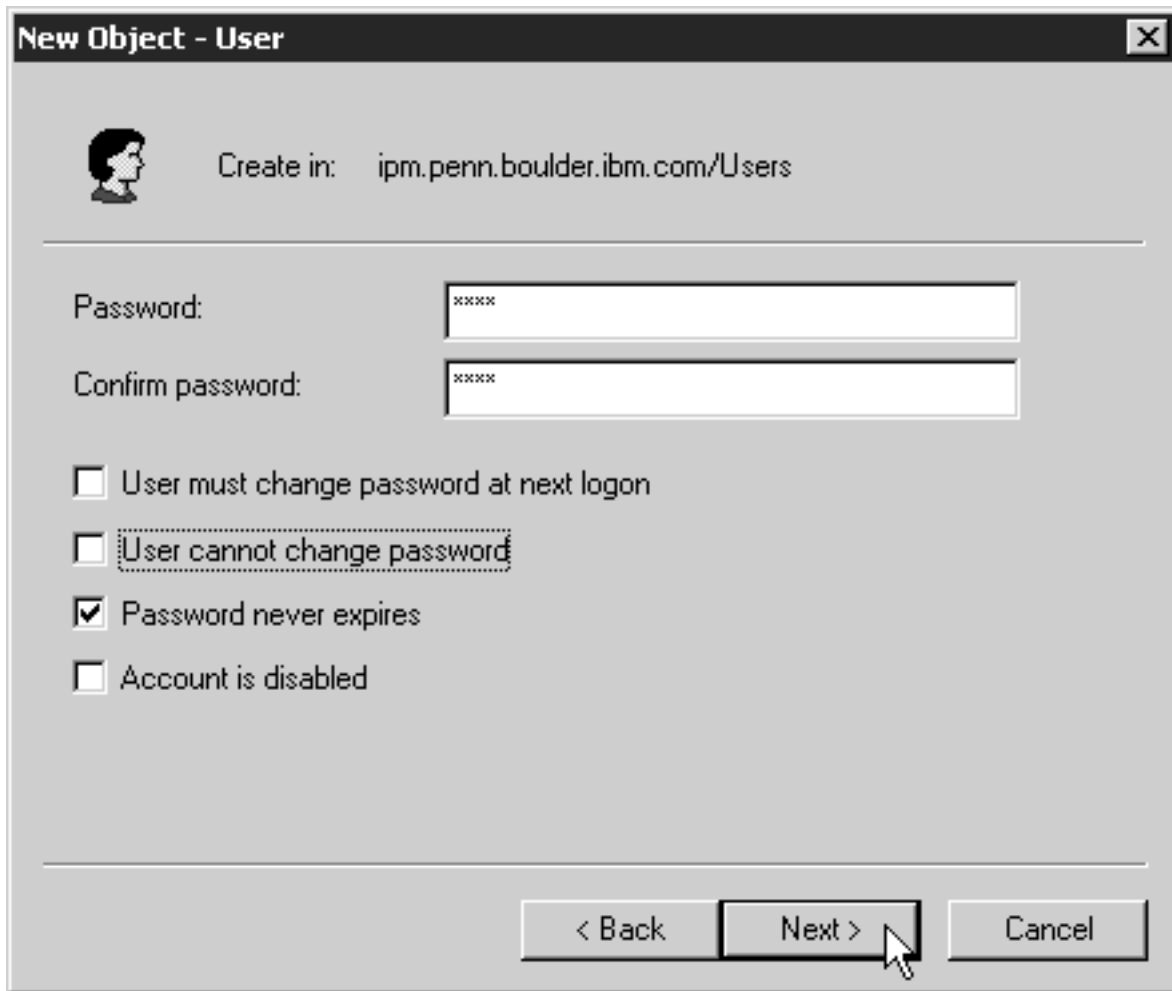 New Object - User
Create in: ipm.penn.boulder.ibm.com/Users
Password: ××××
Confirm password: ××××
User must change password at next logon
User cannot change password
Password never expires
Account is disabled
< Back Next > Cancel